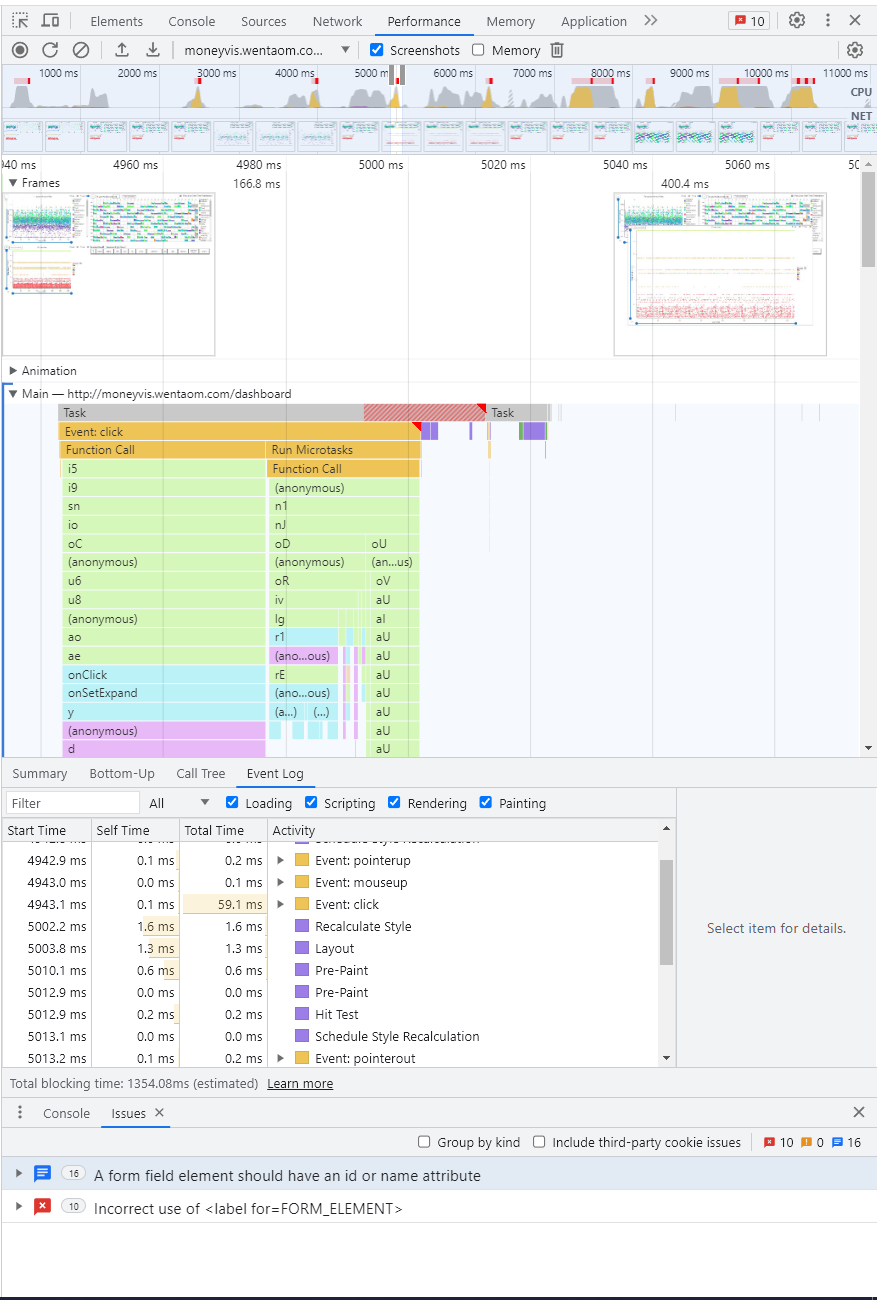 Elements Console Sources Network Performance Memory Application 10
moneyvis.wentaom.co... Screenshots Memory
1000 ms 2000 ms 3000 ms 4000 ms 5000 ms 6000 ms 7000 ms 8000 ms 9000 ms 10000 ms 11000 ms
CPU
NET
940 ms 4960 ms 4980 ms 5000 ms 5020 ms 5040 ms 5060 ms
Frames 166.8 ms 400.4 ms
Animation
Main — http://moneyvis.wentaom.com/dashboard
Task Task
Event: click
Function Call Run Microtasks
i5 Function Call
i9 (anonymous)
sn n1
io nJ
oC oD oU
(anonymous) (anonymous) (an...us)
u6 oR oV
u8 iv aU
(anonymous) lg aI
ao r1 aU
ae (ano...ous) aU
onClick rE aU
onSetExpand (ano...ous) aU
y (a...) (...) aU
(anonymous) aU
d aU
Summary Bottom-Up Call Tree Event Log
Filter All Loading Scripting Rendering Painting
Start Time Self Time Total Time Activity
4942.9 ms 0.1 ms 0.2 ms Event: pointerup
4943.0 ms 0.0 ms 0.1 ms Event: mouseup
4943.1 ms 0.1 ms 59.1 ms Event: click
5002.2 ms 1.6 ms 1.6 ms Recalculate Style
Select item for details.
5003.8 ms 1.3 ms 1.3 ms Layout
5010.1 ms 0.6 ms 0.6 ms Pre-Paint
5012.9 ms 0.0 ms 0.0 ms Pre-Paint
5012.9 ms 0.2 ms 0.2 ms Hit Test
5013.1 ms 0.0 ms 0.0 ms Schedule Style Recalculation
5013.2 ms 0.1 ms 0.2 ms Event: pointerout
Total blocking time: 1354.08ms (estimated) Learn more
Console Issues
Group by kind Include third-party cookie issues 10 0 16
16 A form field element should have an id or name attribute
10 Incorrect use of <label for=FORM_ELEMENT>